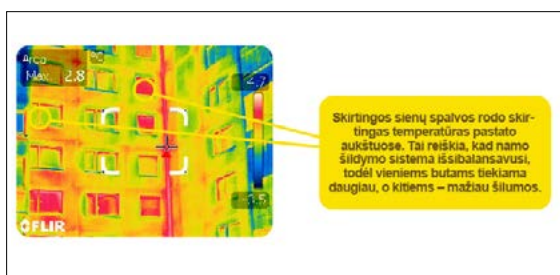 Area °C
Max. 2.8
2.7
-3.5
FLIR
Skirtingos sienų spalvos rodo skir-
tingas temperatūras pastato
aukštuose. Tai reiškia, kad namo
šildymo sistema išsibalansavusi,
todėl vieniems butams tiekiama
daugiau, o kitiems – mažiau šilumos.